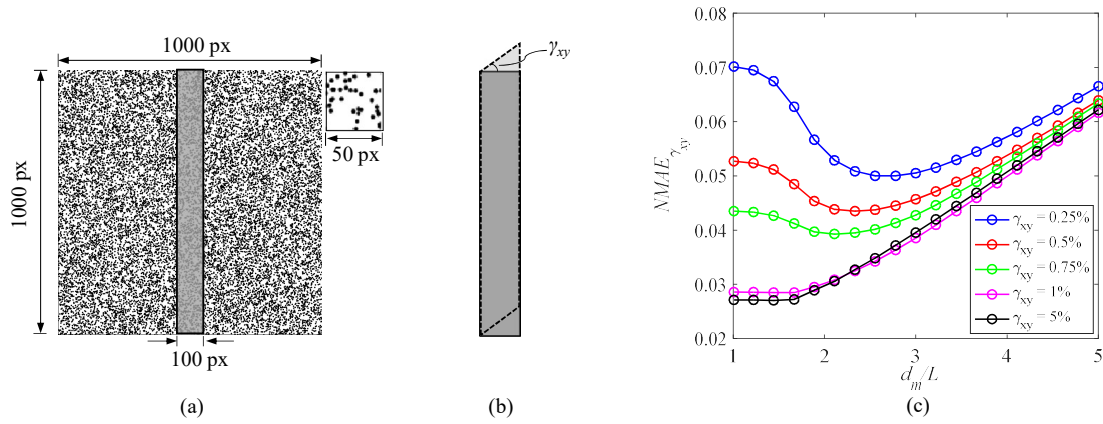 1000 px
1000 px
50 px
100 px
(a)
γxy
(b)
0.08
0.07
0.06
0.05
0.04
0.03
0.02
NMAEγxy
1 2 3 4 5
dm/L
γxy = 0.25%
γxy = 0.5%
γxy = 0.75%
γxy = 1%
γxy = 5%
(c)